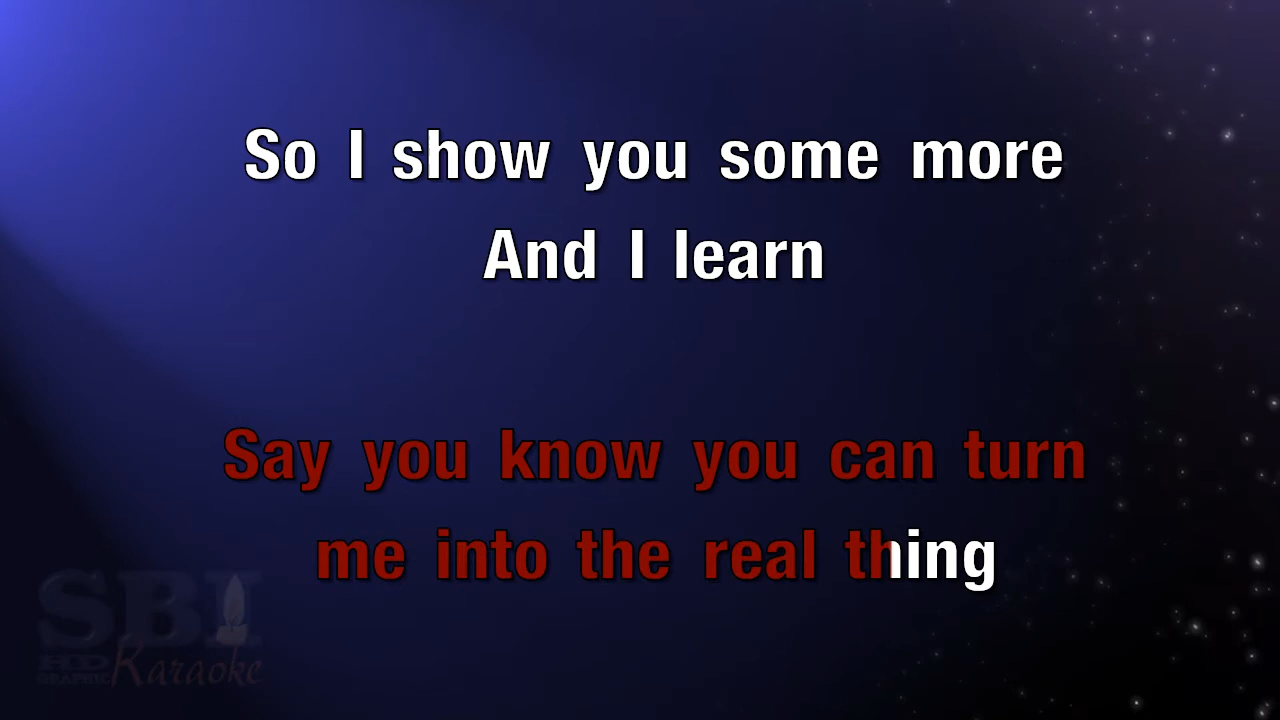 So I show you some more
And I learn
Say you know you can turn
me into the real thing
SBI
HD
GRAPHIC
Karaoke